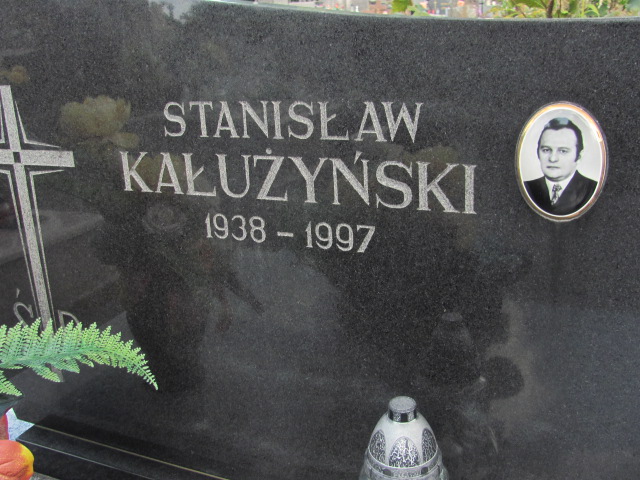 STANISŁAW
KAŁUŻYŃSKI
1938 – 1997
Ś P